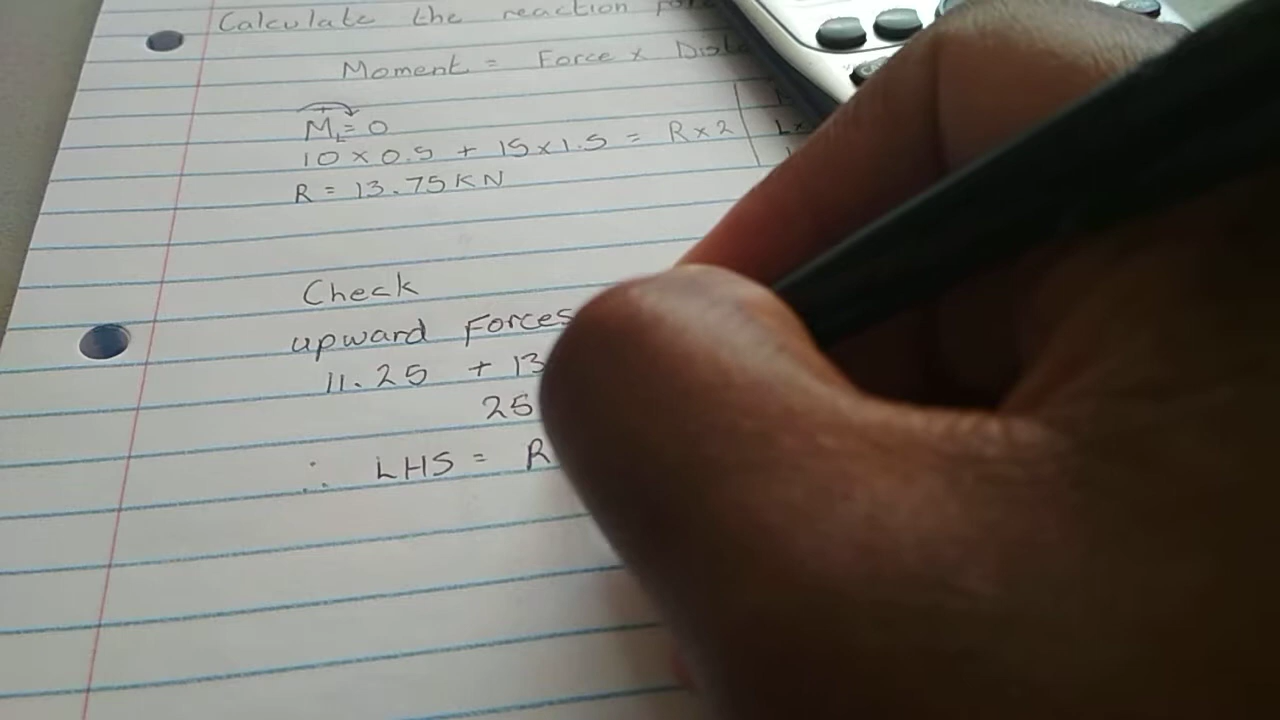 Calculate the reaction
Moment = Force x
M_L = 0
10 x 0.5 + 15 x 1.5 = R x 2
R = 13.75 KN
Check
upward Forces
11.25 + 13
25
∴ LHS = R